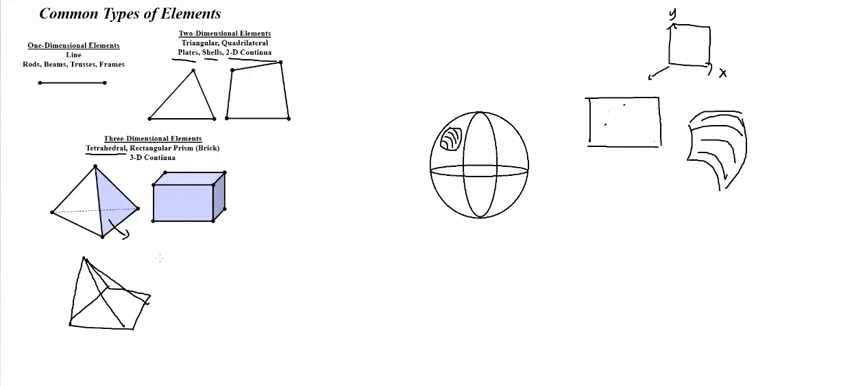 Common Types of Elements
One-Dimensional Elements
Line
Rods, Beams, Trusses, Frames
Two-Dimensional Elements
Triangular, Quadrilateral
Plates, Shells, 2-D Continua
Three-Dimensional Elements
Tetrahedral, Rectangular Prism (Brick)
3-D Continua
y
x